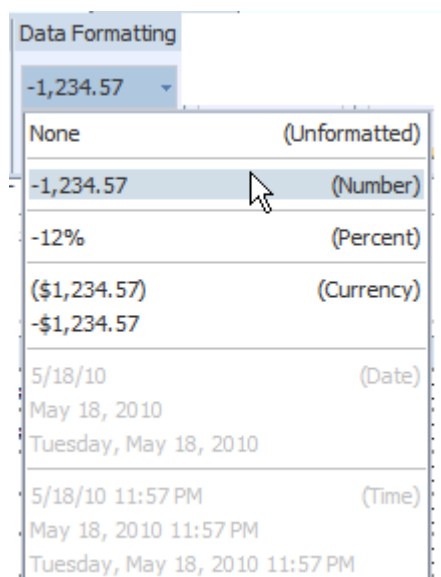 Data Formatting
-1,234.57
None (Unformatted)
-1,234.57 (Number)
-12% (Percent)
($1,234.57) (Currency)
-$1,234.57
5/18/10 (Date)
May 18, 2010
Tuesday, May 18, 2010
5/18/10 11:57 PM (Time)
May 18, 2010 11:57 PM
Tuesday, May 18, 2010 11:57 PM